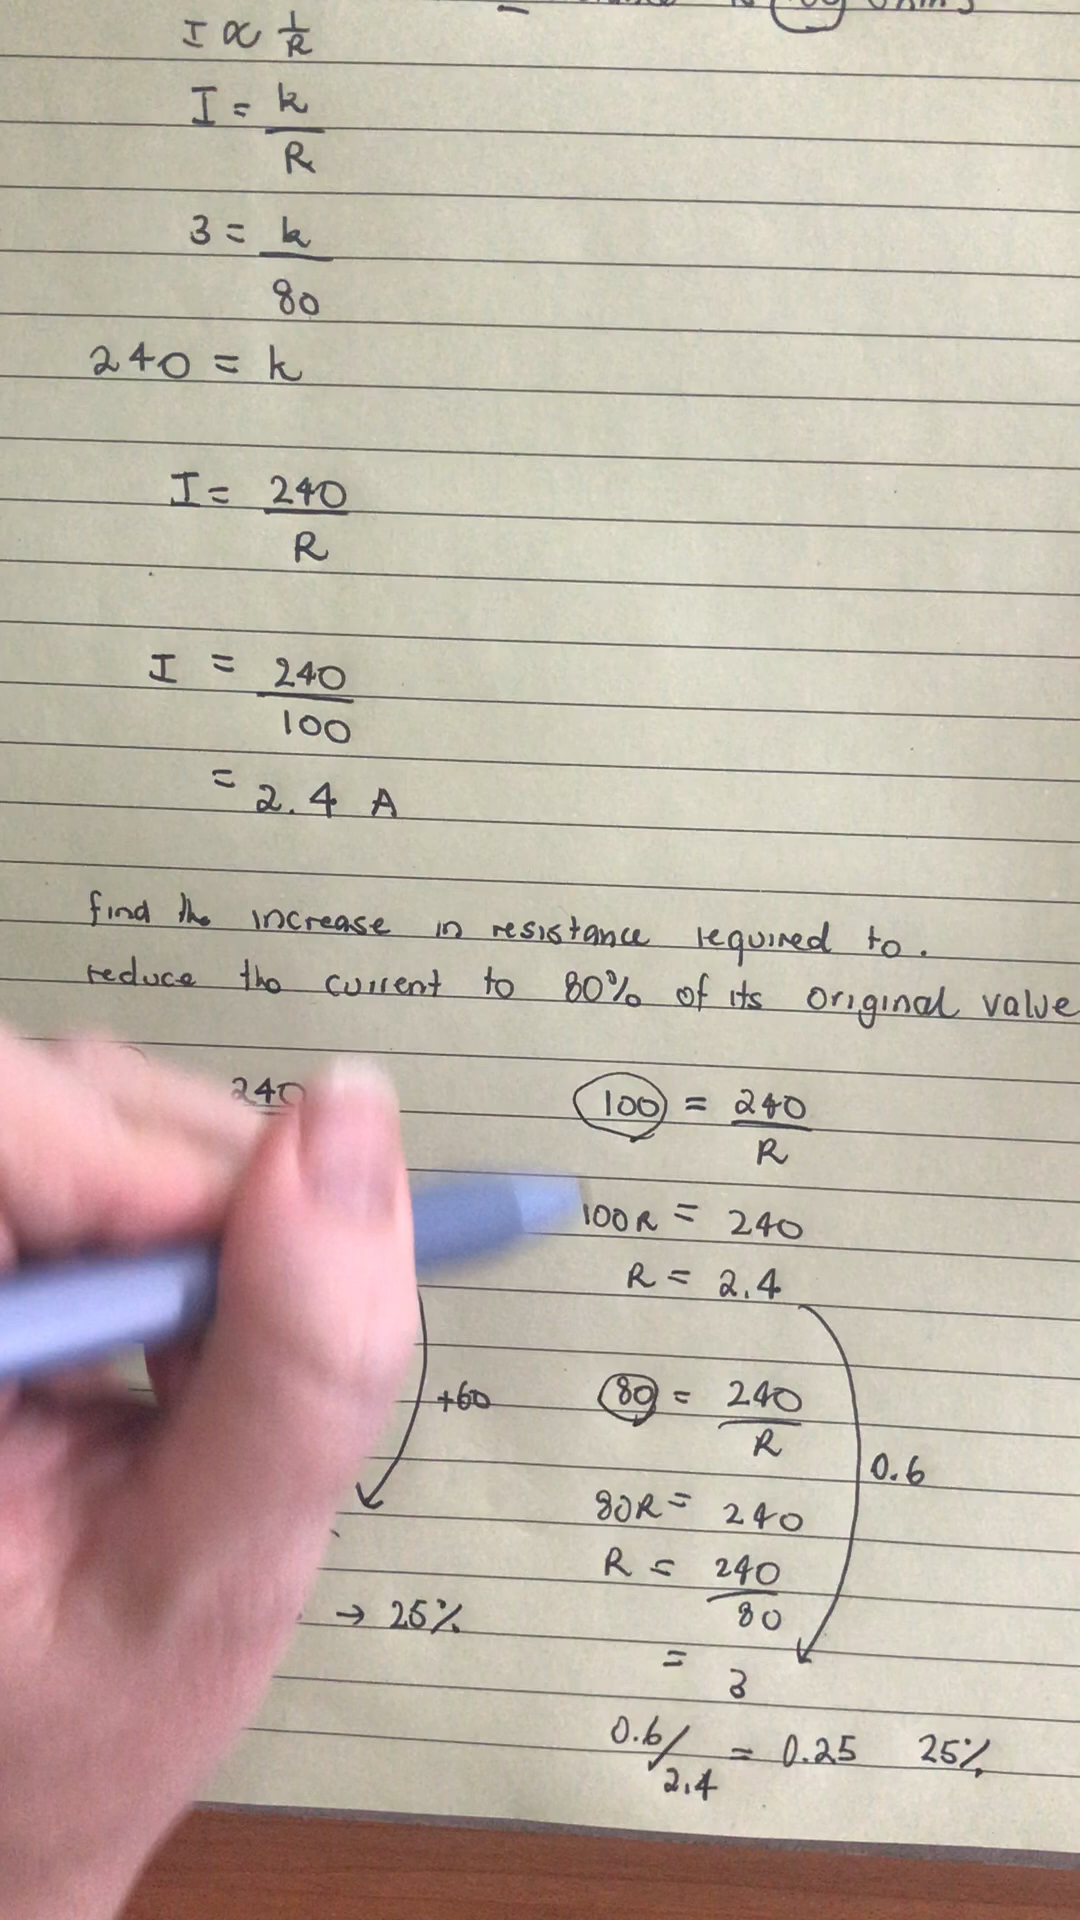 I ∝ 1/R
I = k/R
3 = k/80
240 = k
I = 240/R
I = 240/100
= 2.4 A
find the increase in resistance required to.
reduce the current to 80% of its original value
240
+60
→ 25%
100 = 240/R
100R = 240
R = 2.4
80 = 240/R
0.6
80R = 240
R = 240/80
= 3
0.6/2.4 = 0.25 25%